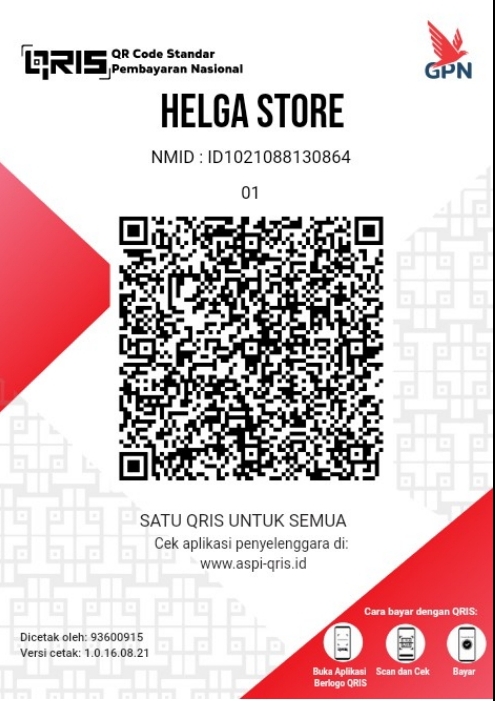 QRIS
QR Code Standar
Pembayaran Nasional
GPN
HELGA STORE
NMID : ID1021088130864
01
SATU QRIS UNTUK SEMUA
Cek aplikasi penyelenggara di:
www.aspi-qris.id
Cara bayar dengan QRIS:
Dicetak oleh: 93600915
Versi cetak: 1.0.16.08.21
Buka Aplikasi
Berlogo QRIS
Scan dan Cek
Bayar